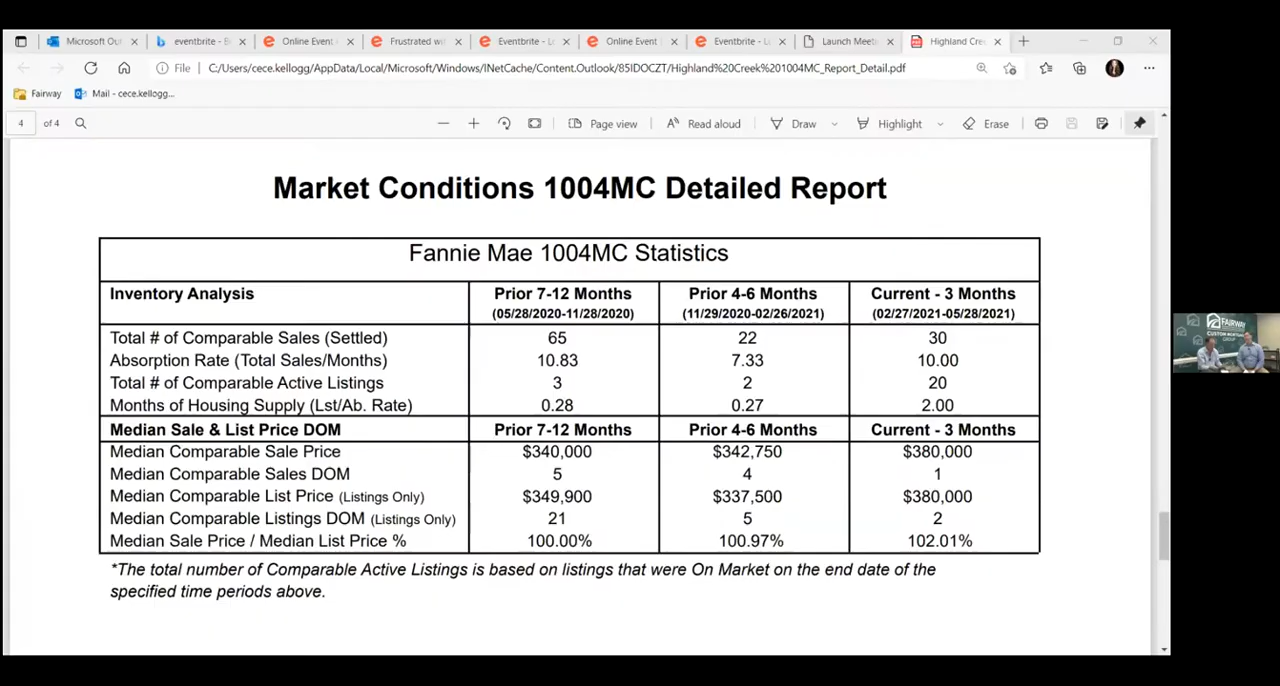 Microsoft Ou
eventbrite - B
Online Event
Frustrated w
Eventbrite - Lo
Online Event
Eventbrite - L
Launch Meeti
Highland Cre
File
C:/Users/cece.kellogg/AppData/Local/Microsoft/Windows/INetCache/Content.Outlook/85IDOCZT/Highland%20Creek%201004MC_Report_Detail.pdf
Fairway
Mail - cece.kellogg...
4 of 4
Page view
Read aloud
Draw
Highlight
Erase
Market Conditions 1004MC Detailed Report
Fannie Mae 1004MC Statistics
Inventory Analysis Prior 7-12 Months Prior 4-6 Months Current - 3 Months
(05/28/2020-11/28/2020) (11/29/2020-02/26/2021) (02/27/2021-05/28/2021)
Total # of Comparable Sales (Settled) 65 22 30
Absorption Rate (Total Sales/Months) 10.83 7.33 10.00
Total # of Comparable Active Listings 3 2 20
Months of Housing Supply (Lst/Ab. Rate) 0.28 0.27 2.00
Median Sale & List Price DOM Prior 7-12 Months Prior 4-6 Months Current - 3 Months
Median Comparable Sale Price $340,000 $342,750 $380,000
Median Comparable Sales DOM 5 4 1
Median Comparable List Price (Listings Only) $349,900 $337,500 $380,000
Median Comparable Listings DOM (Listings Only) 21 5 2
Median Sale Price / Median List Price % 100.00% 100.97% 102.01%
*The total number of Comparable Active Listings is based on listings that were On Market on the end date of the
specified time periods above.
FAIRWAY
CUSTOM MORTGAGE
GROUP